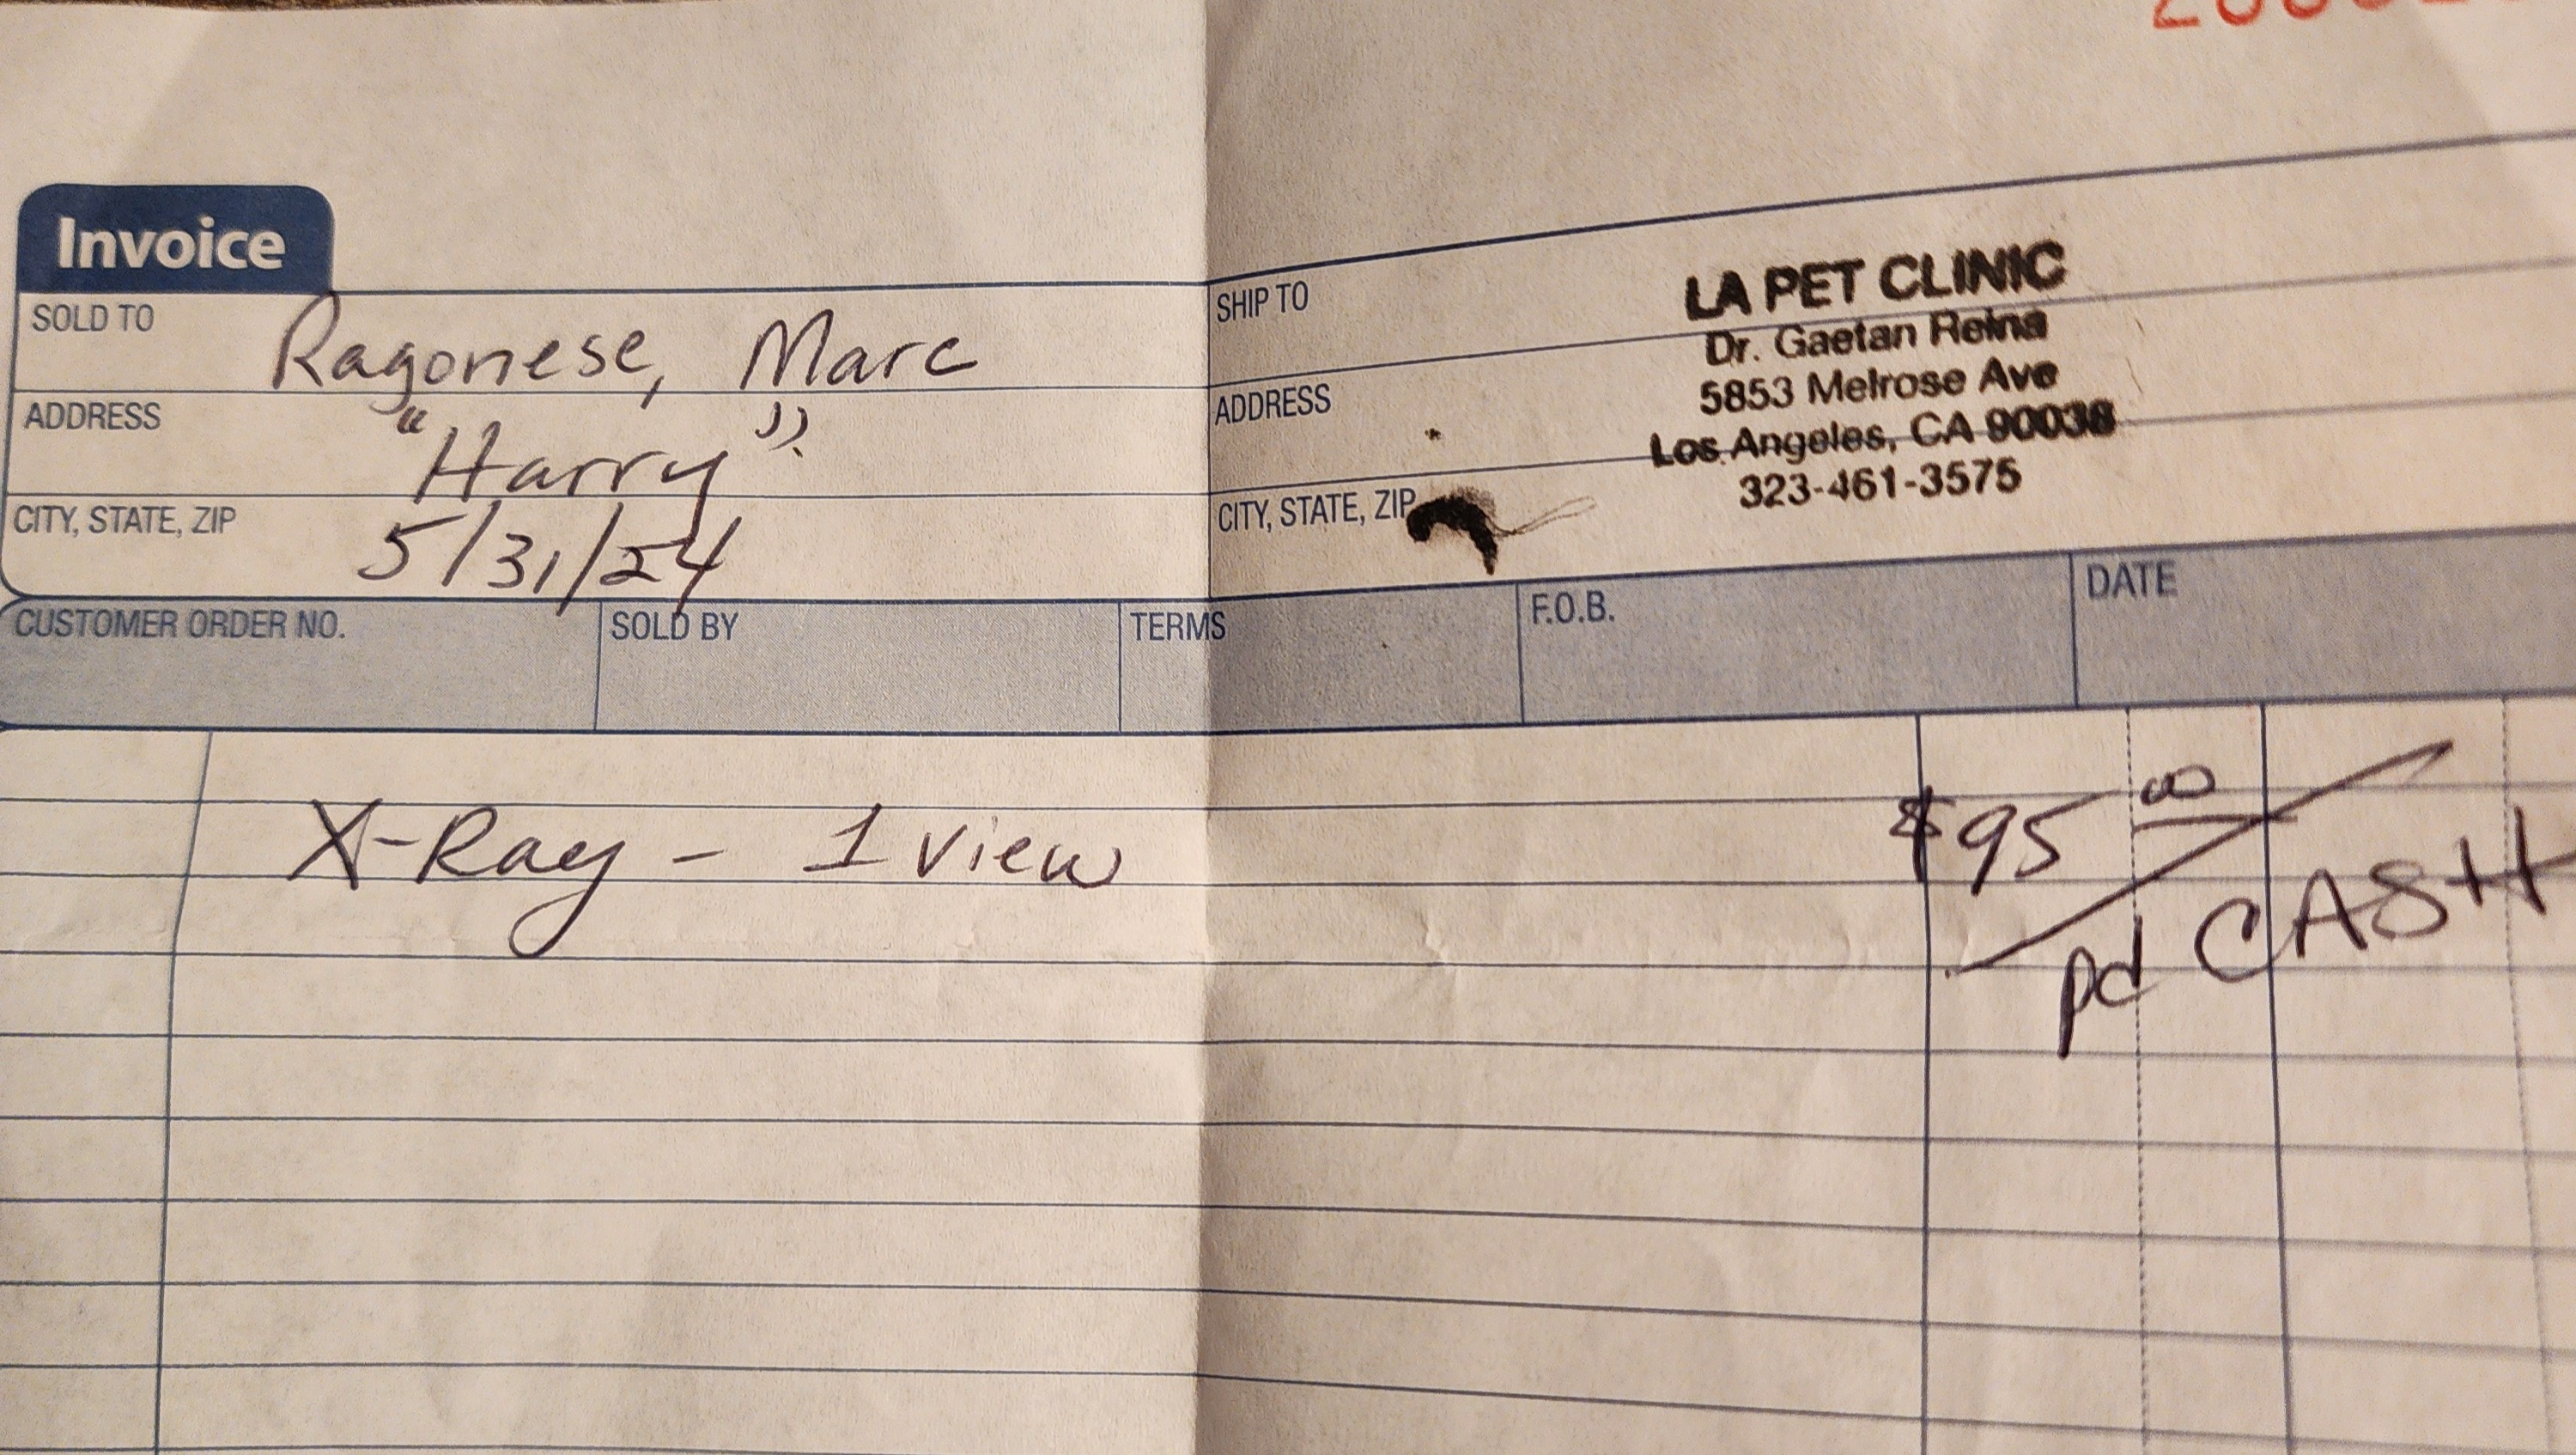 Invoice
SOLD TO Ragonese, Marc
ADDRESS "Harry"
CITY, STATE, ZIP 5/31/24
SHIP TO
ADDRESS
CITY, STATE, ZIP
LA PET CLINIC
Dr. Gaetan Reina
5853 Melrose Ave
Los Angeles, CA 90038
323-461-3575
CUSTOMER ORDER NO. SOLD BY TERMS F.O.B. DATE
X-Ray - 1 view $95 00
pd CASH